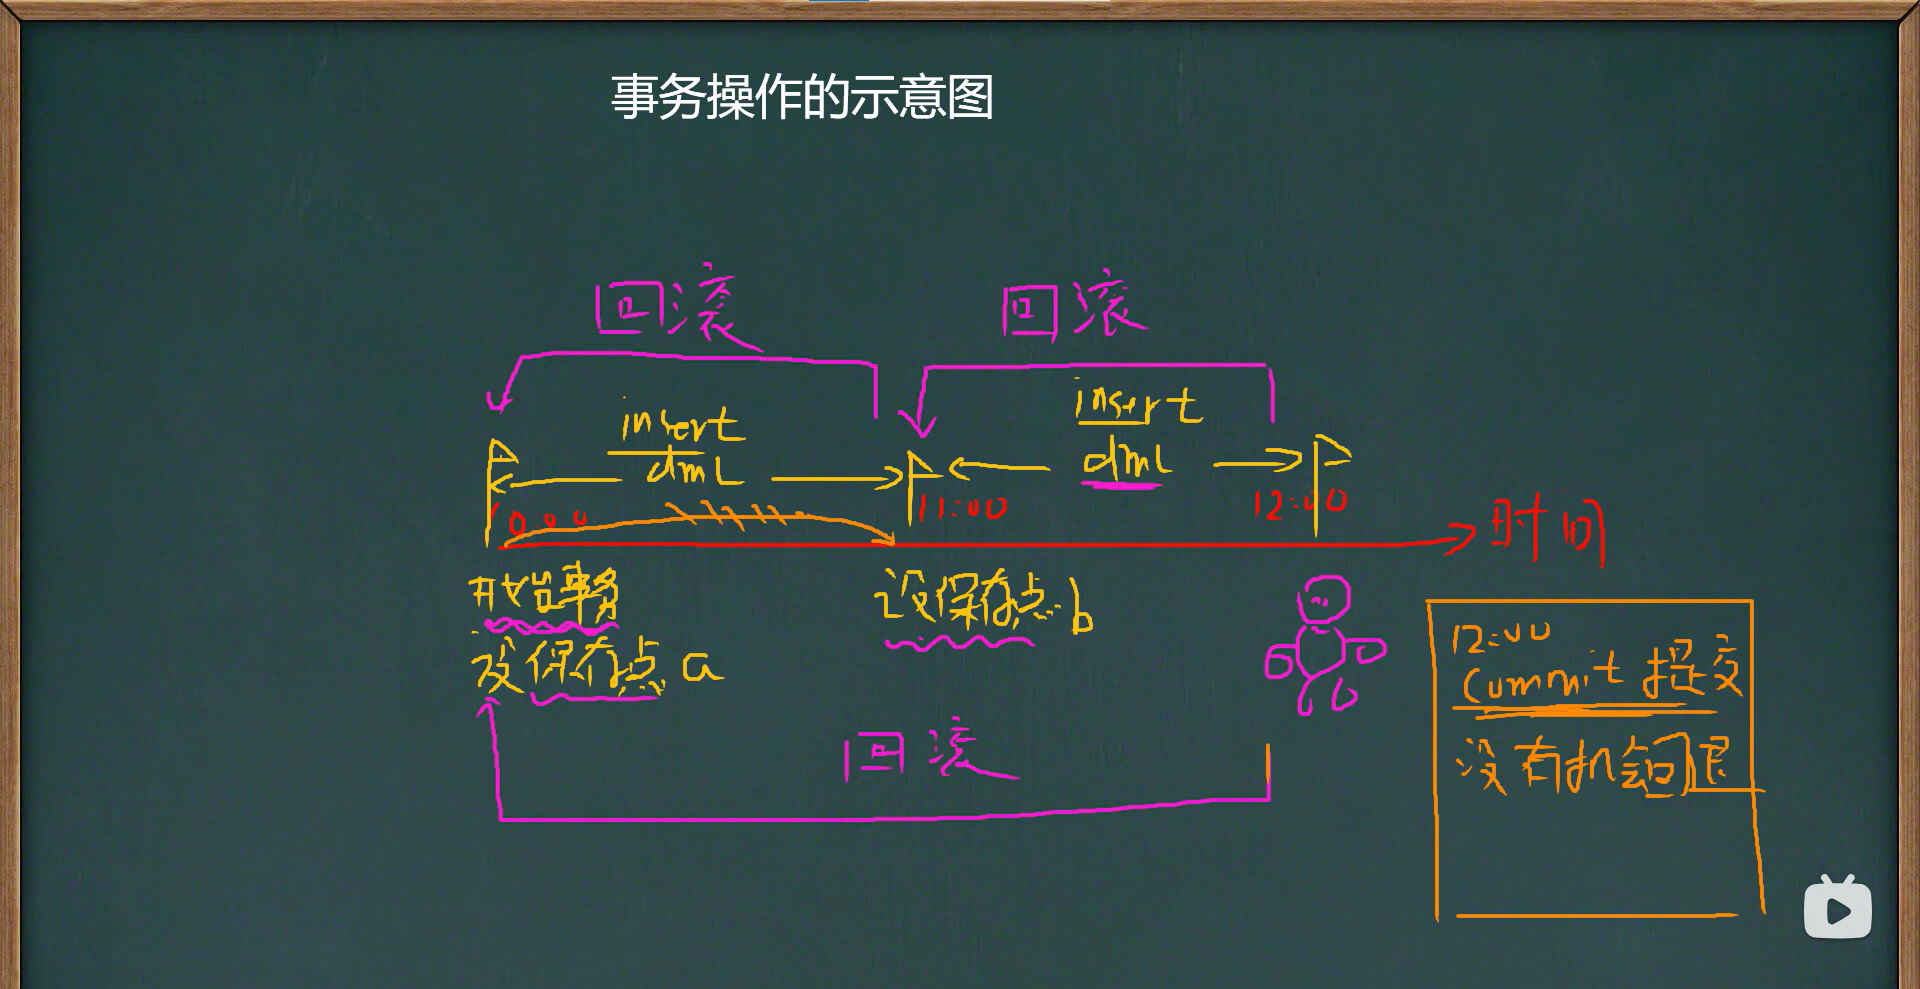 事务操作的示意图
回滚
回滚
insert
dml
insert
dml
10:00
11:00
12:00
时间
开始事务
设保存点 a
设保存点 b
回滚
12:00
commit 提交
没有机会回退